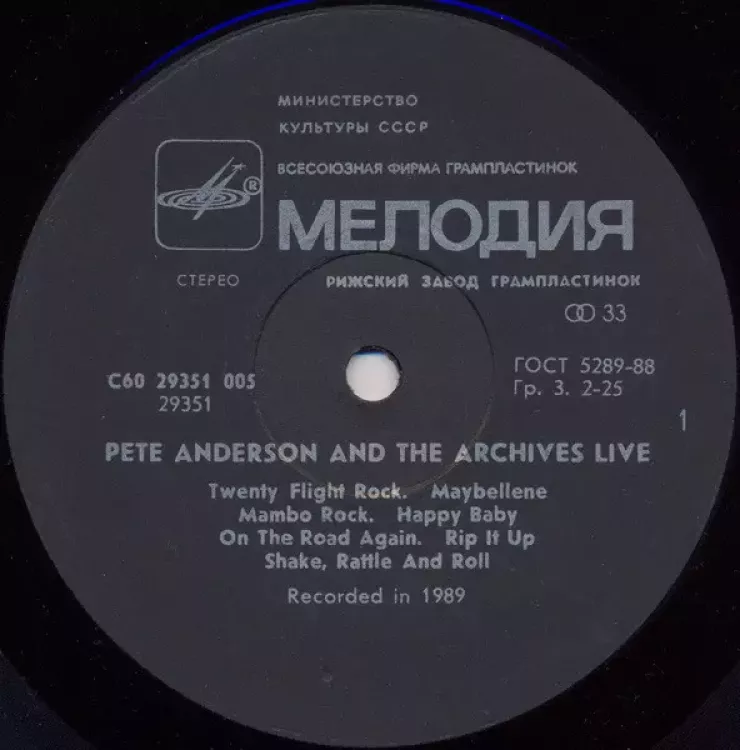 МИНИСТЕРСТВО
КУЛЬТУРЫ СССР
ВСЕСОЮЗНАЯ ФИРМА ГРАМПЛАСТИНОК
®
МЕЛОДИЯ
СТЕРЕО
РИЖСКИЙ ЗАВОД ГРАМПЛАСТИНОК
33
С60 29351 005
29351
ГОСТ 5289-88
Гр. 3. 2-25
1
PETE ANDERSON AND THE ARCHIVES LIVE
Twenty Flight Rock. Maybellene
Mambo Rock. Happy Baby
On The Road Again. Rip It Up
Shake, Rattle And Roll
Recorded in 1989